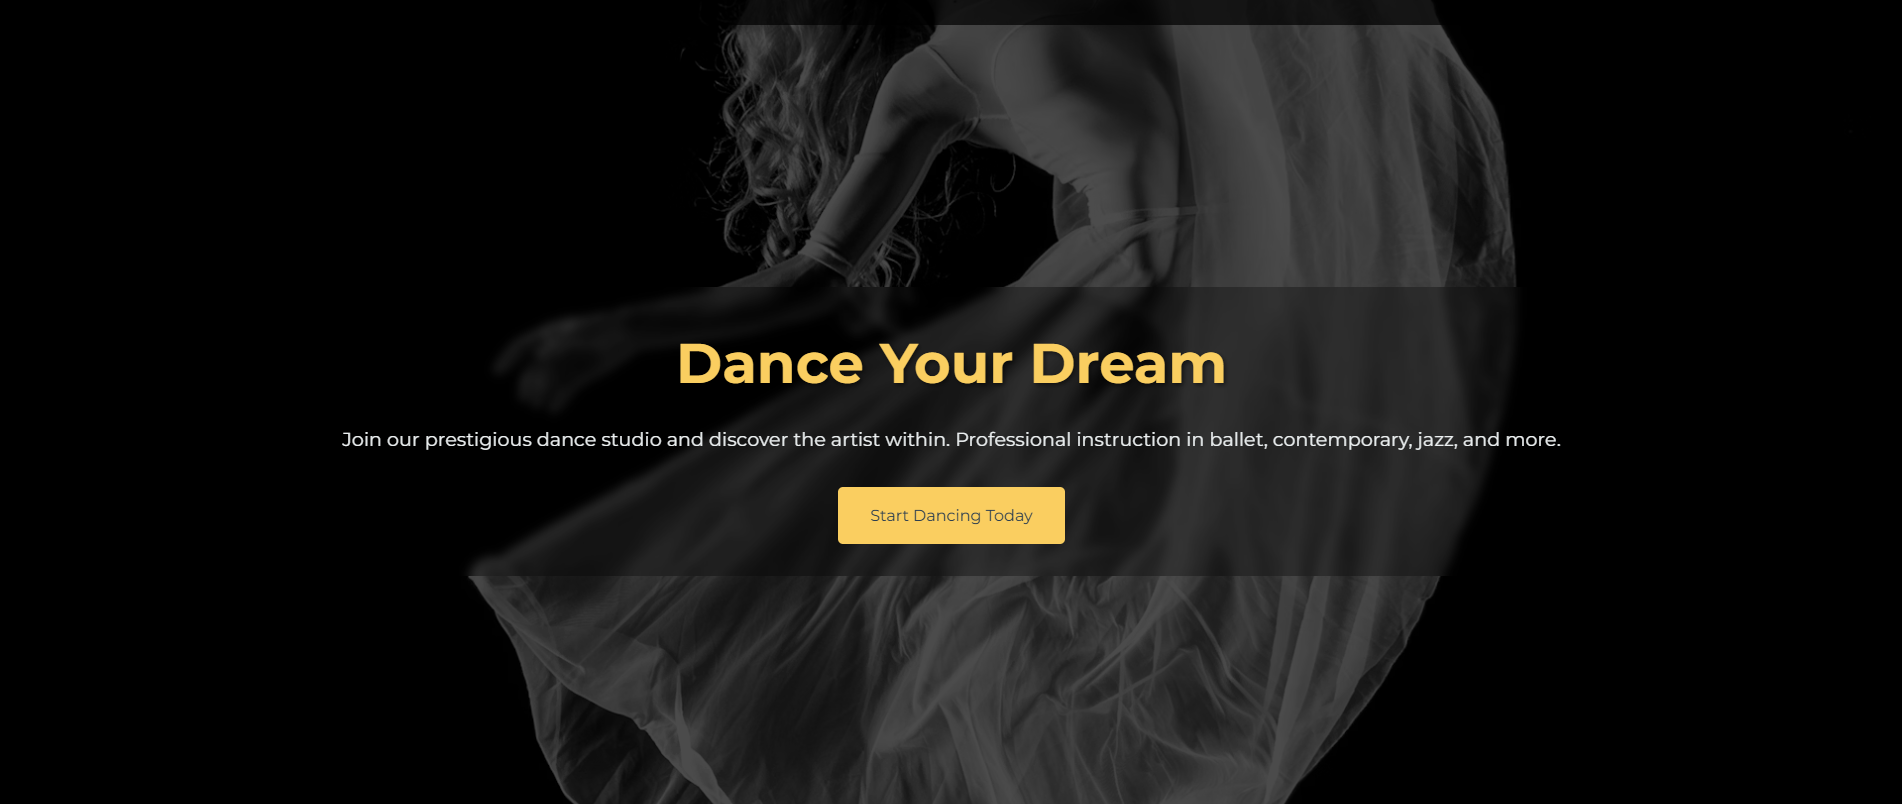 Dance Your Dream
Join our prestigious dance studio and discover the artist within. Professional instruction in ballet, contemporary, jazz, and more.
Start Dancing Today